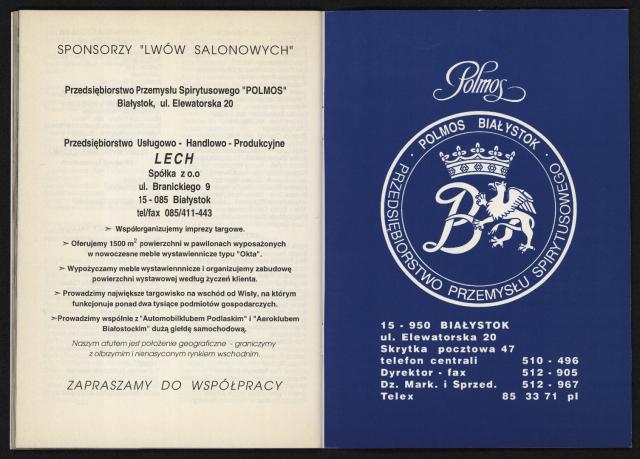 SPONSORZY "LWÓW SALONOWYCH"
Przedsiębiorstwo Przemysłu Spirytusowego "POLMOS"
Białystok, ul. Elewatorska 20
Przedsiębiorstwo Usługowo - Handlowo - Produkcyjne
LECH
Spółka z o.o
ul. Branickiego 9
15 - 085 Białystok
tel/fax 085/411-443
➣ Współorganizujemy imprezy targowe.
➣ Oferujemy 1500 m² powierzchni w pawilonach wyposażonych
w nowoczesne meble wystawiennicze typu "Okta".
➣ Wypożyczamy meble wystawiennnicze i organizujemy zabudowę
powierzchni wystawowej według życzeń klienta.
➣ Prowadzimy największe targowisko na wschód od Wisły, na którym
funkcjonuje ponad dwa tysiące podmiotów gospodarczych.
➣Prowadzimy wspólnie z "Automobilklubem Podlaskim" i "Aeroklubem
Białostockim" dużą giełdę samochodową.
Naszym atutem jest położenie geograficzne - graniczymy
z olbrzymim i nienasyconym rynkiem wschodnim.
ZAPRASZAMY DO WSPÓŁPRACY
Polmos
· POLMOS BIAŁYSTOK ·
PRZEDSIĘBIORSTWO PRZEMYSŁU SPIRYTUSOWEGO
B
15 - 950 BIAŁYSTOK
ul. Elewatorska 20
Skrytka pocztowa 47
telefon centrali 510 - 496
Dyrektor - fax 512 - 905
Dz. Mark. i Sprzed. 512 - 967
Telex 85 33 71 pl